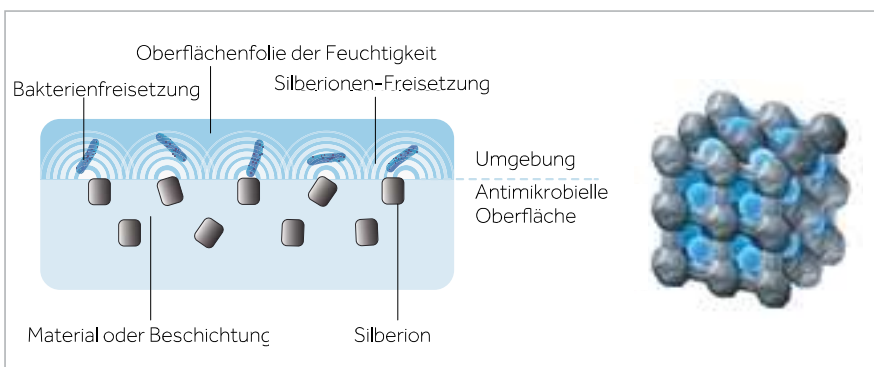 Oberflächenfolie der Feuchtigkeit
Bakterienfreisetzung
Silberionen-Freisetzung
Umgebung
Antimikrobielle
Oberfläche
Material oder Beschichtung
Silberion